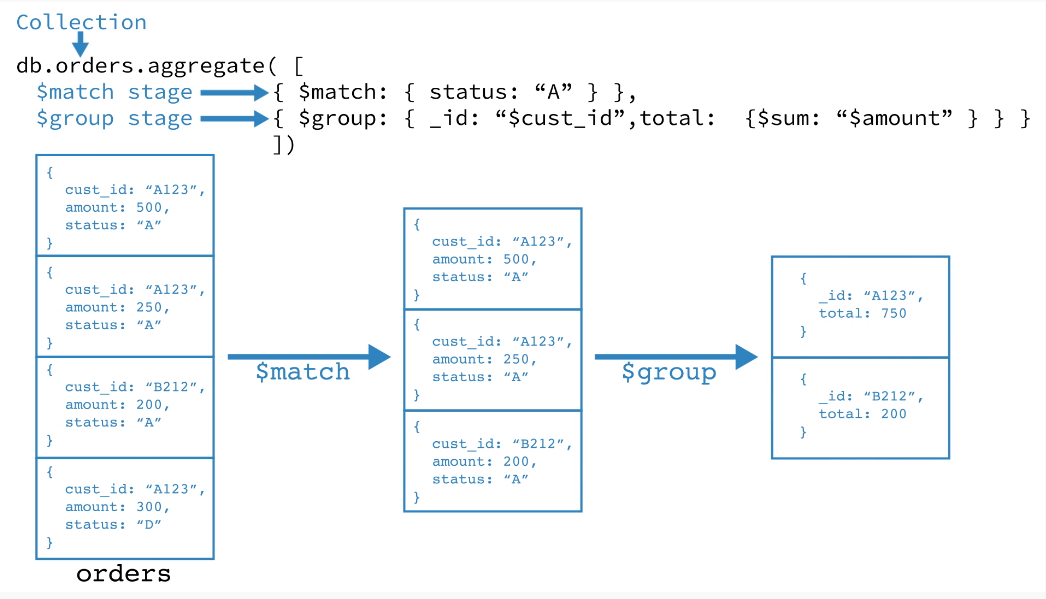 Collection
db.orders.aggregate( [
$match stage { $match: { status: “A” } },
$group stage { $group: { _id: “$cust_id”,total: {$sum: “$amount” } } }
])
{
cust_id: “A123”,
amount: 500,
status: “A”
}
{
cust_id: “A123”,
amount: 250,
status: “A”
}
{
cust_id: “B212”,
amount: 200,
status: “A”
}
{
cust_id: “A123”,
amount: 300,
status: “D”
}
orders
$match
{
cust_id: “A123”,
amount: 500,
status: “A”
}
{
cust_id: “A123”,
amount: 250,
status: “A”
}
{
cust_id: “B212”,
amount: 200,
status: “A”
}
$group
{
_id: “A123”,
total: 750
}
{
_id: “B212”,
total: 200
}